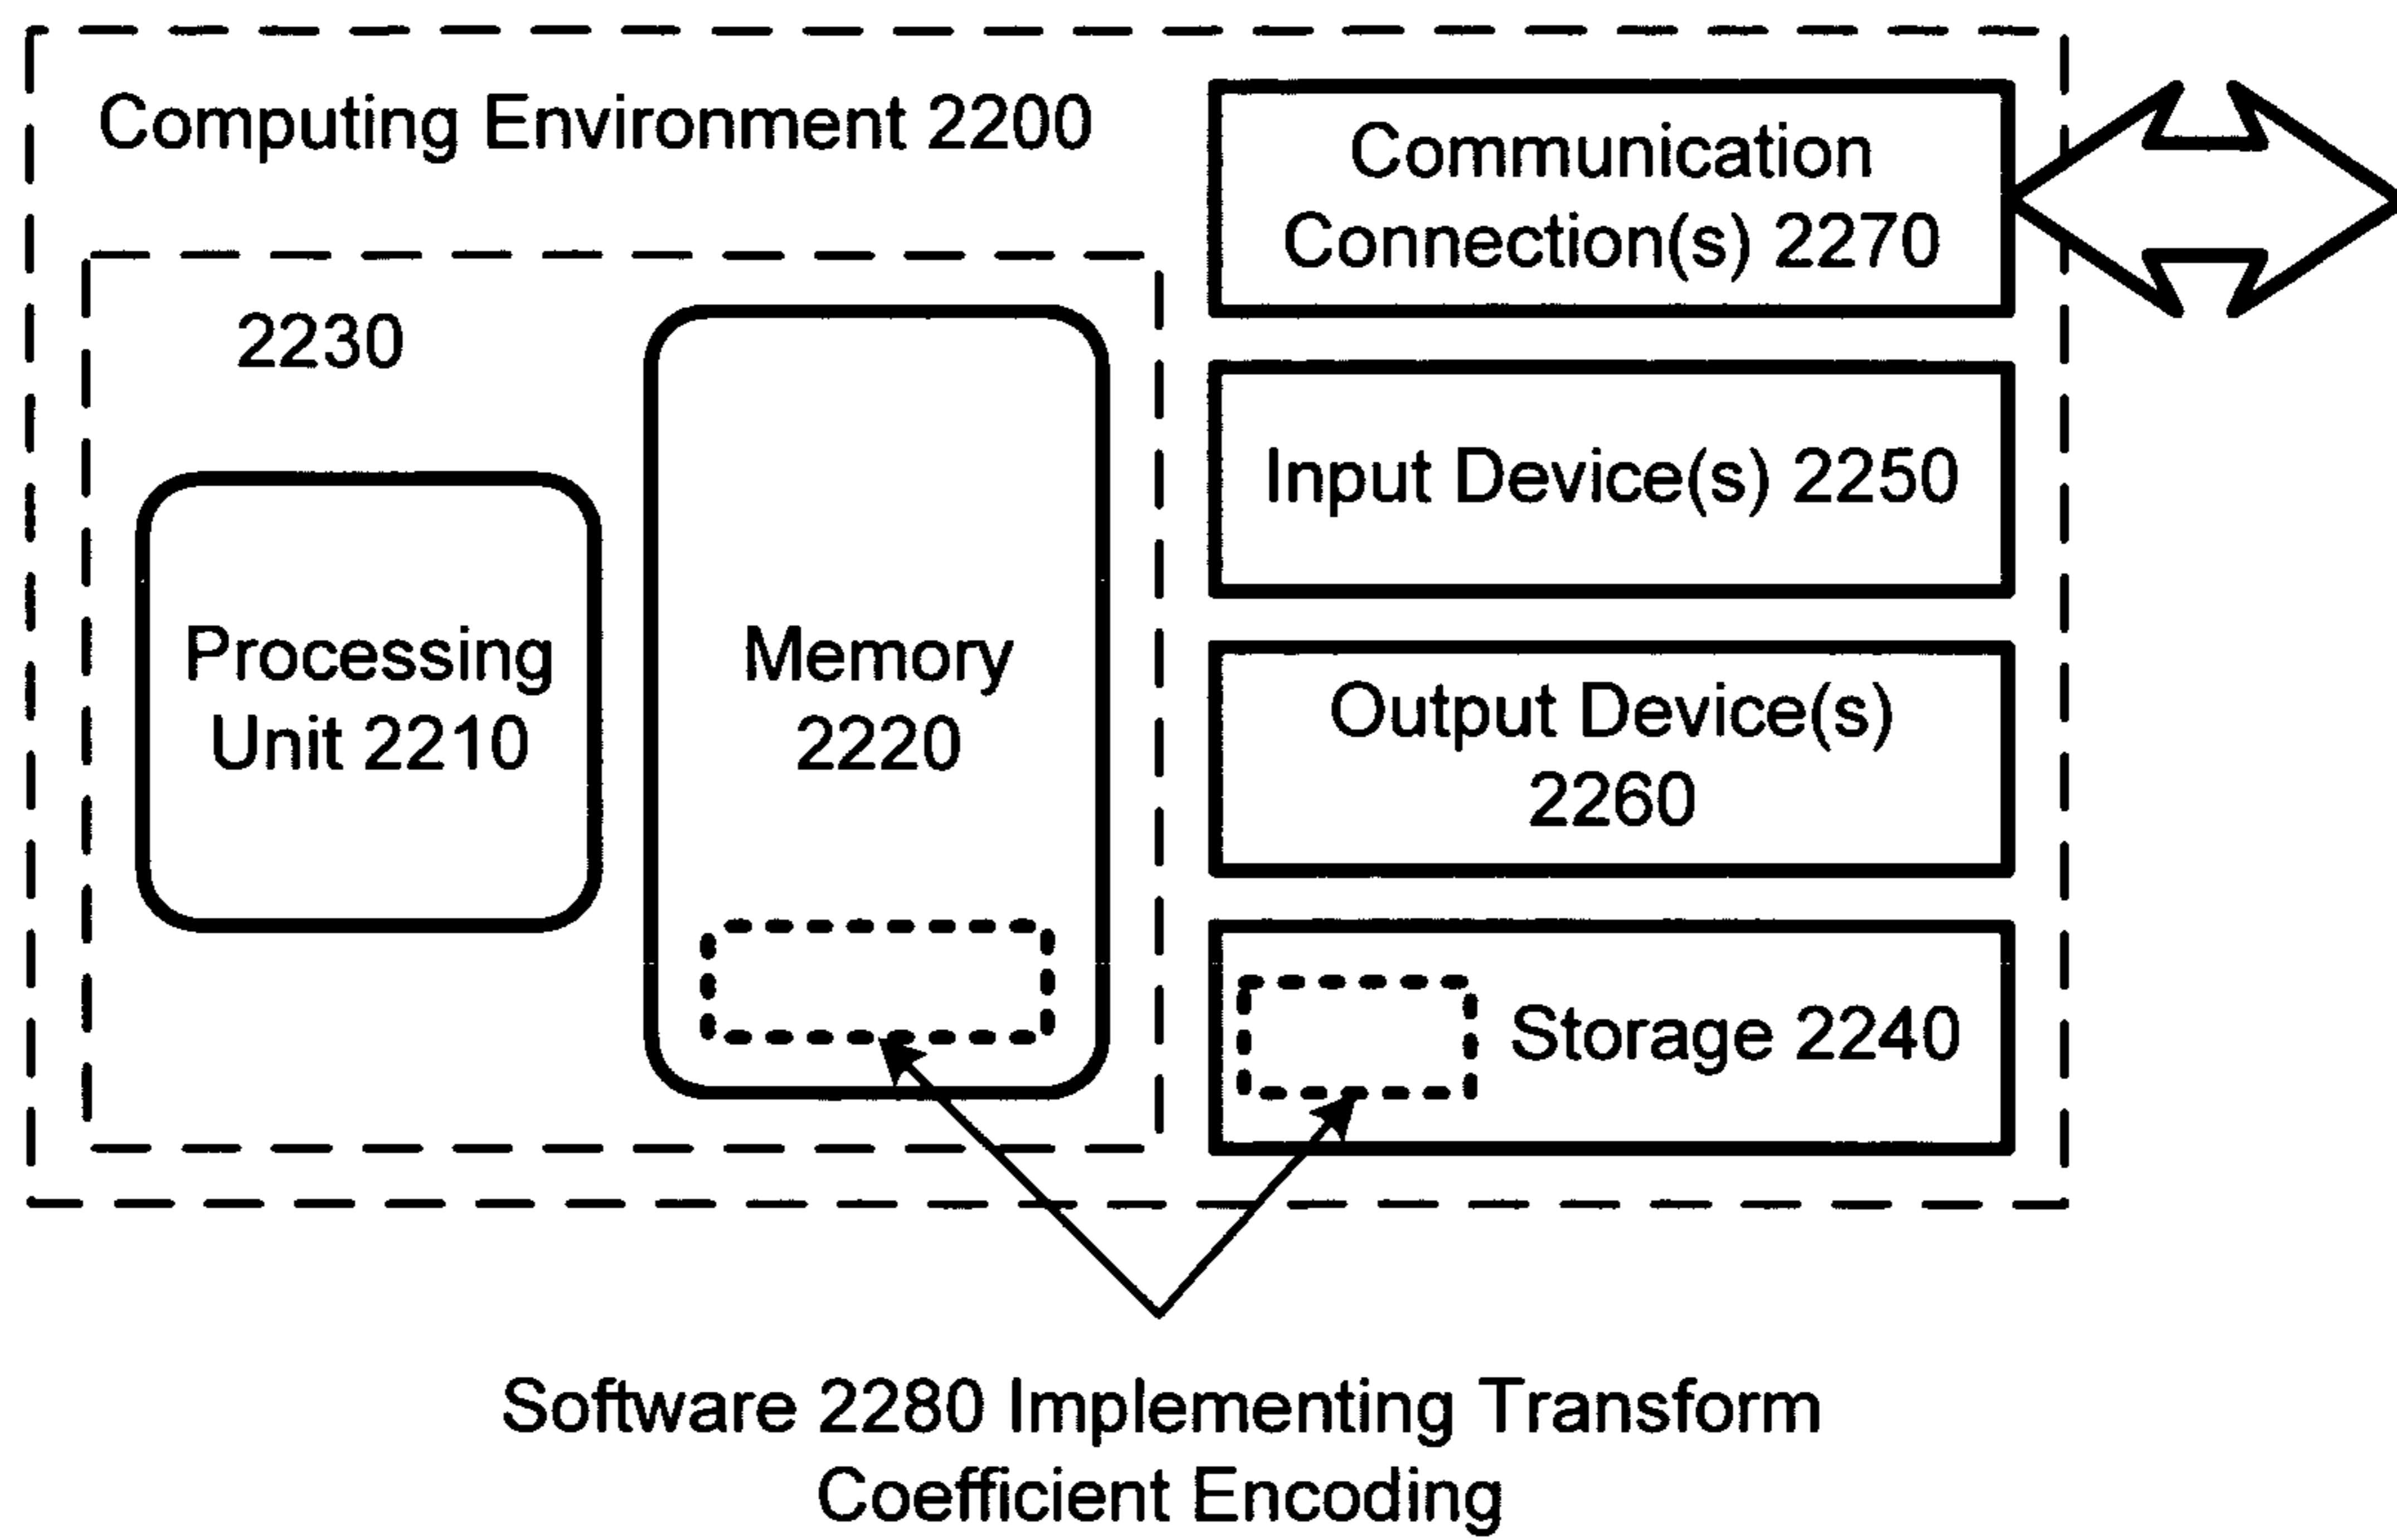 Computing Environment 2200
2230
Processing
Unit 2210
Memory
2220
Communication
Connection(s) 2270
Input Device(s) 2250
Output Device(s)
2260
Storage 2240
Software 2280 Implementing Transform
Coefficient Encoding